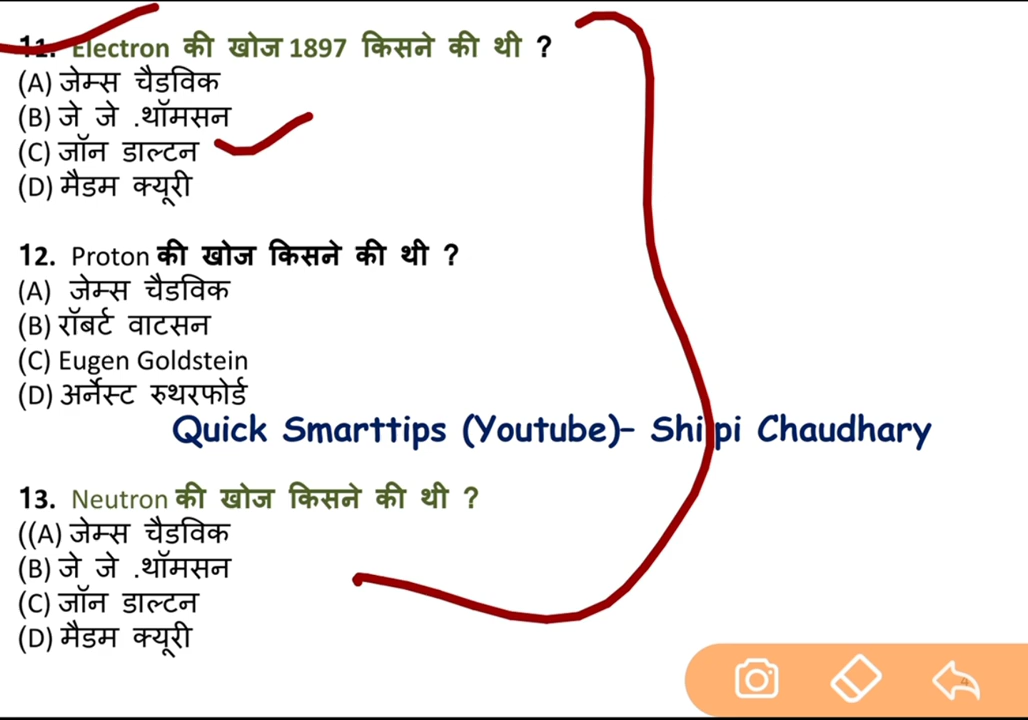 11. Electron की खोज 1897 किसने की थी ?
(A) जेम्स चैडविक
(B) जे जे .थॉमसन
(C) जॉन डाल्टन
(D) मैडम क्यूरी
12. Proton की खोज किसने की थी ?
(A) जेम्स चैडविक
(B) रॉबर्ट वाटसन
(C) Eugen Goldstein
(D) अर्नेस्ट रुथरफोर्ड
Quick Smarttips (Youtube)- Shilpi Chaudhary
13. Neutron की खोज किसने की थी ?
((A) जेम्स चैडविक
(B) जे जे .थॉमसन
(C) जॉन डाल्टन
(D) मैडम क्यूरी